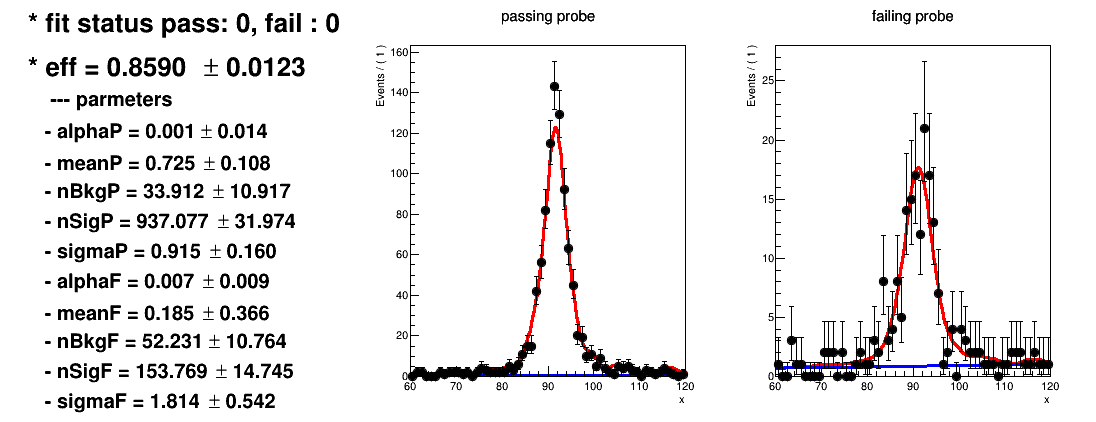 * fit status pass: 0, fail : 0
* eff = 0.8590 ± 0.0123
--- parmeters
- alphaP = 0.001 ± 0.014
- meanP = 0.725 ± 0.108
- nBkgP = 33.912 ± 10.917
- nSigP = 937.077 ± 31.974
- sigmaP = 0.915 ± 0.160
- alphaF = 0.007 ± 0.009
- meanF = 0.185 ± 0.366
- nBkgF = 52.231 ± 10.764
- nSigF = 153.769 ± 14.745
- sigmaF = 1.814 ± 0.542
passing probe
Events / ( 1 )
160
140
120
100
80
60
40
20
0
60 70 80 90 100 110 120
x
failing probe
Events / ( 1 )
25
20
15
10
5
0
60 70 80 90 100 110 120
x